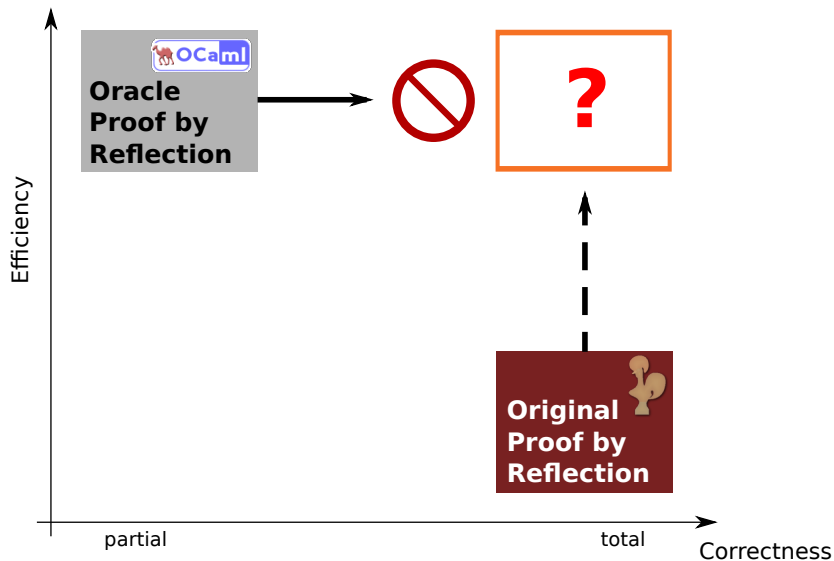 OCaml
Oracle
Proof by
Reflection
?
Efficiency
Original
Proof by
Reflection
partial
total
Correctness